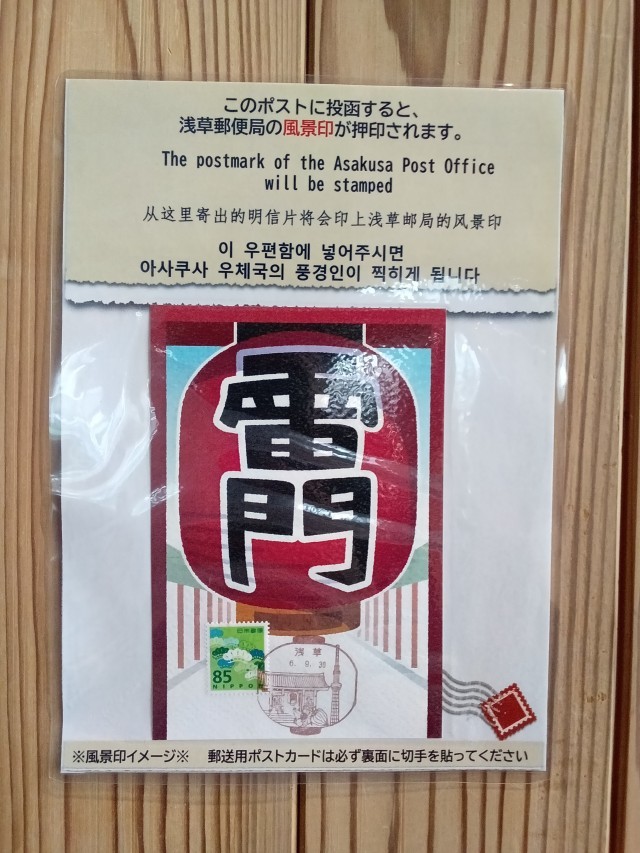 このポストに投函すると、
浅草郵便局の風景印が押印されます。
The postmark of the Asakusa Post Office
will be stamped
从这里寄出的明信片将会印上浅草邮局的风景印
이 우편함에 넣어주시면
아사쿠사 우체국의 풍경인이 찍히게 됩니다
雷門
日本郵便
85
NIPPON
浅草
※風景印イメージ※ 郵送用ポストカードは必ず裏面に切手を貼ってください